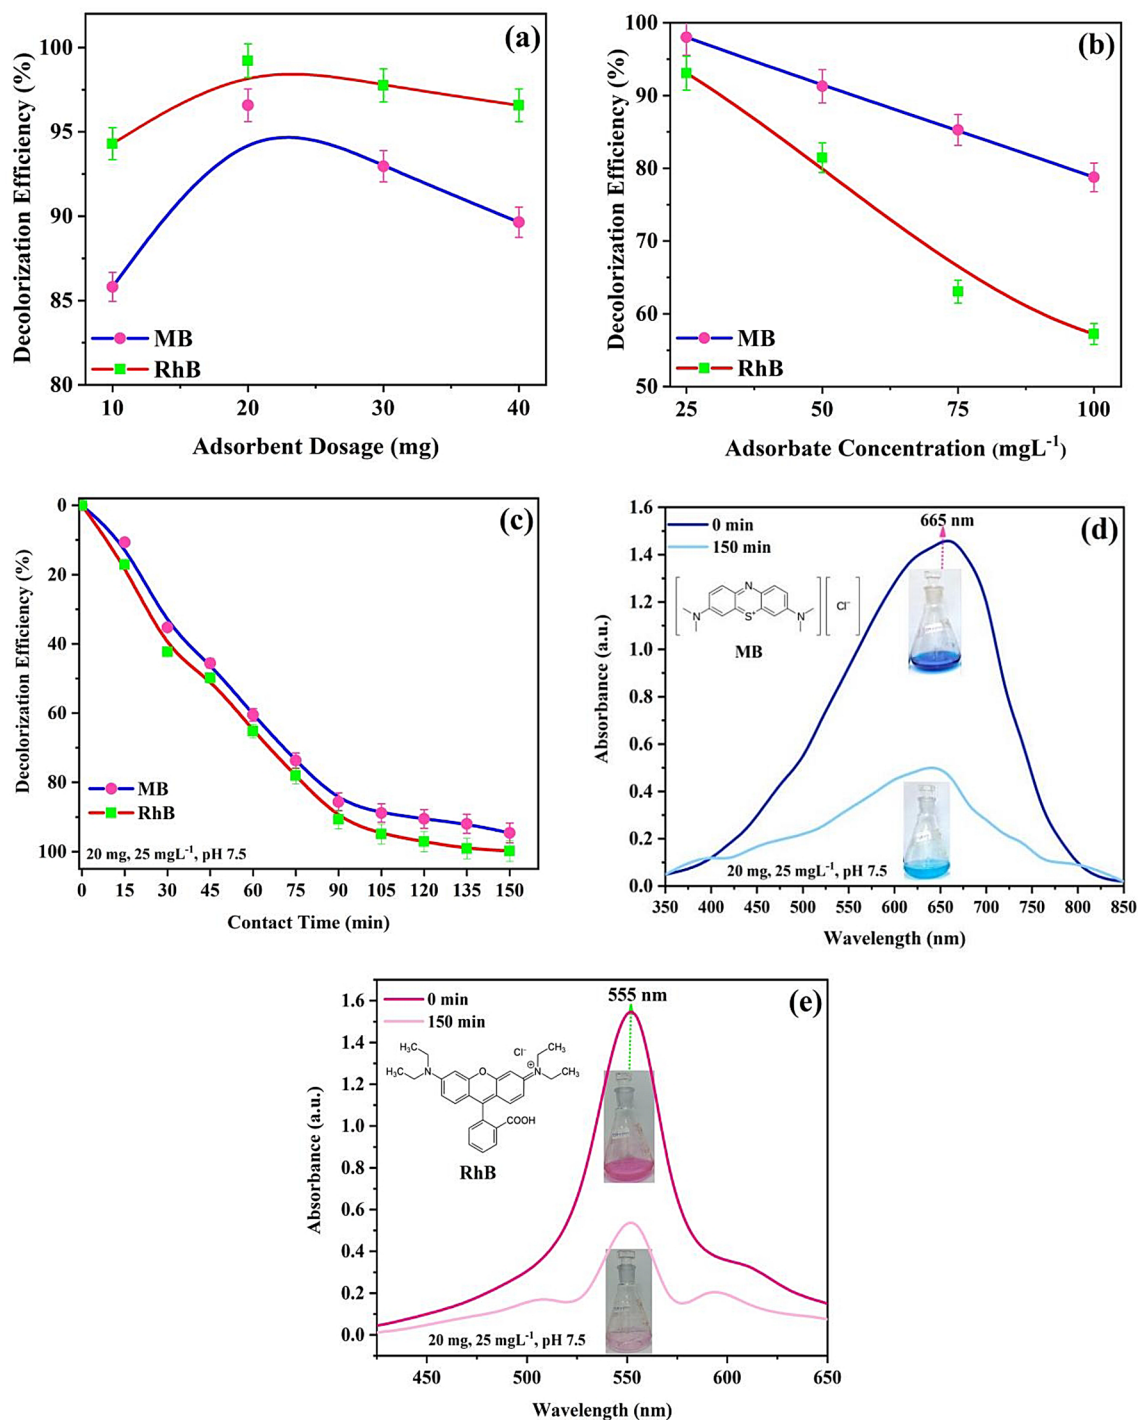 (a)
Decolorization Efficiency (%)
100
95
90
85
80
MB
RhB
10 20 30 40
Adsorbent Dosage (mg)
(b)
Decolorization Efficiency (%)
100
90
80
70
60
50
MB
RhB
25 50 75 100
Adsorbate Concentration (mgL⁻¹)
(c)
Decolorization Efficiency (%)
0
20
40
60
80
100
MB
RhB
20 mg, 25 mgL⁻¹, pH 7.5
0 15 30 45 60 75 90 105 120 135 150
Contact Time (min)
(d)
Absorbance (a.u.)
1.6
1.4
1.2
1.0
0.8
0.6
0.4
0.2
0.0
0 min
150 min
665 nm
N
N
S⁺
N
Cl⁻
MB
20 mg, 25 mgL⁻¹, pH 7.5
350 400 450 500 550 600 650 700 750 800 850
Wavelength (nm)
(e)
Absorbance (a.u.)
1.6
1.4
1.2
1.0
0.8
0.6
0.4
0.2
0.0
0 min
150 min
555 nm
H₃C
Cl⁻
CH₃
H₃C
N
O
N
⊕
CH₃
COOH
RhB
20 mg, 25 mgL⁻¹, pH 7.5
450 500 550 600 650
Wavelength (nm)